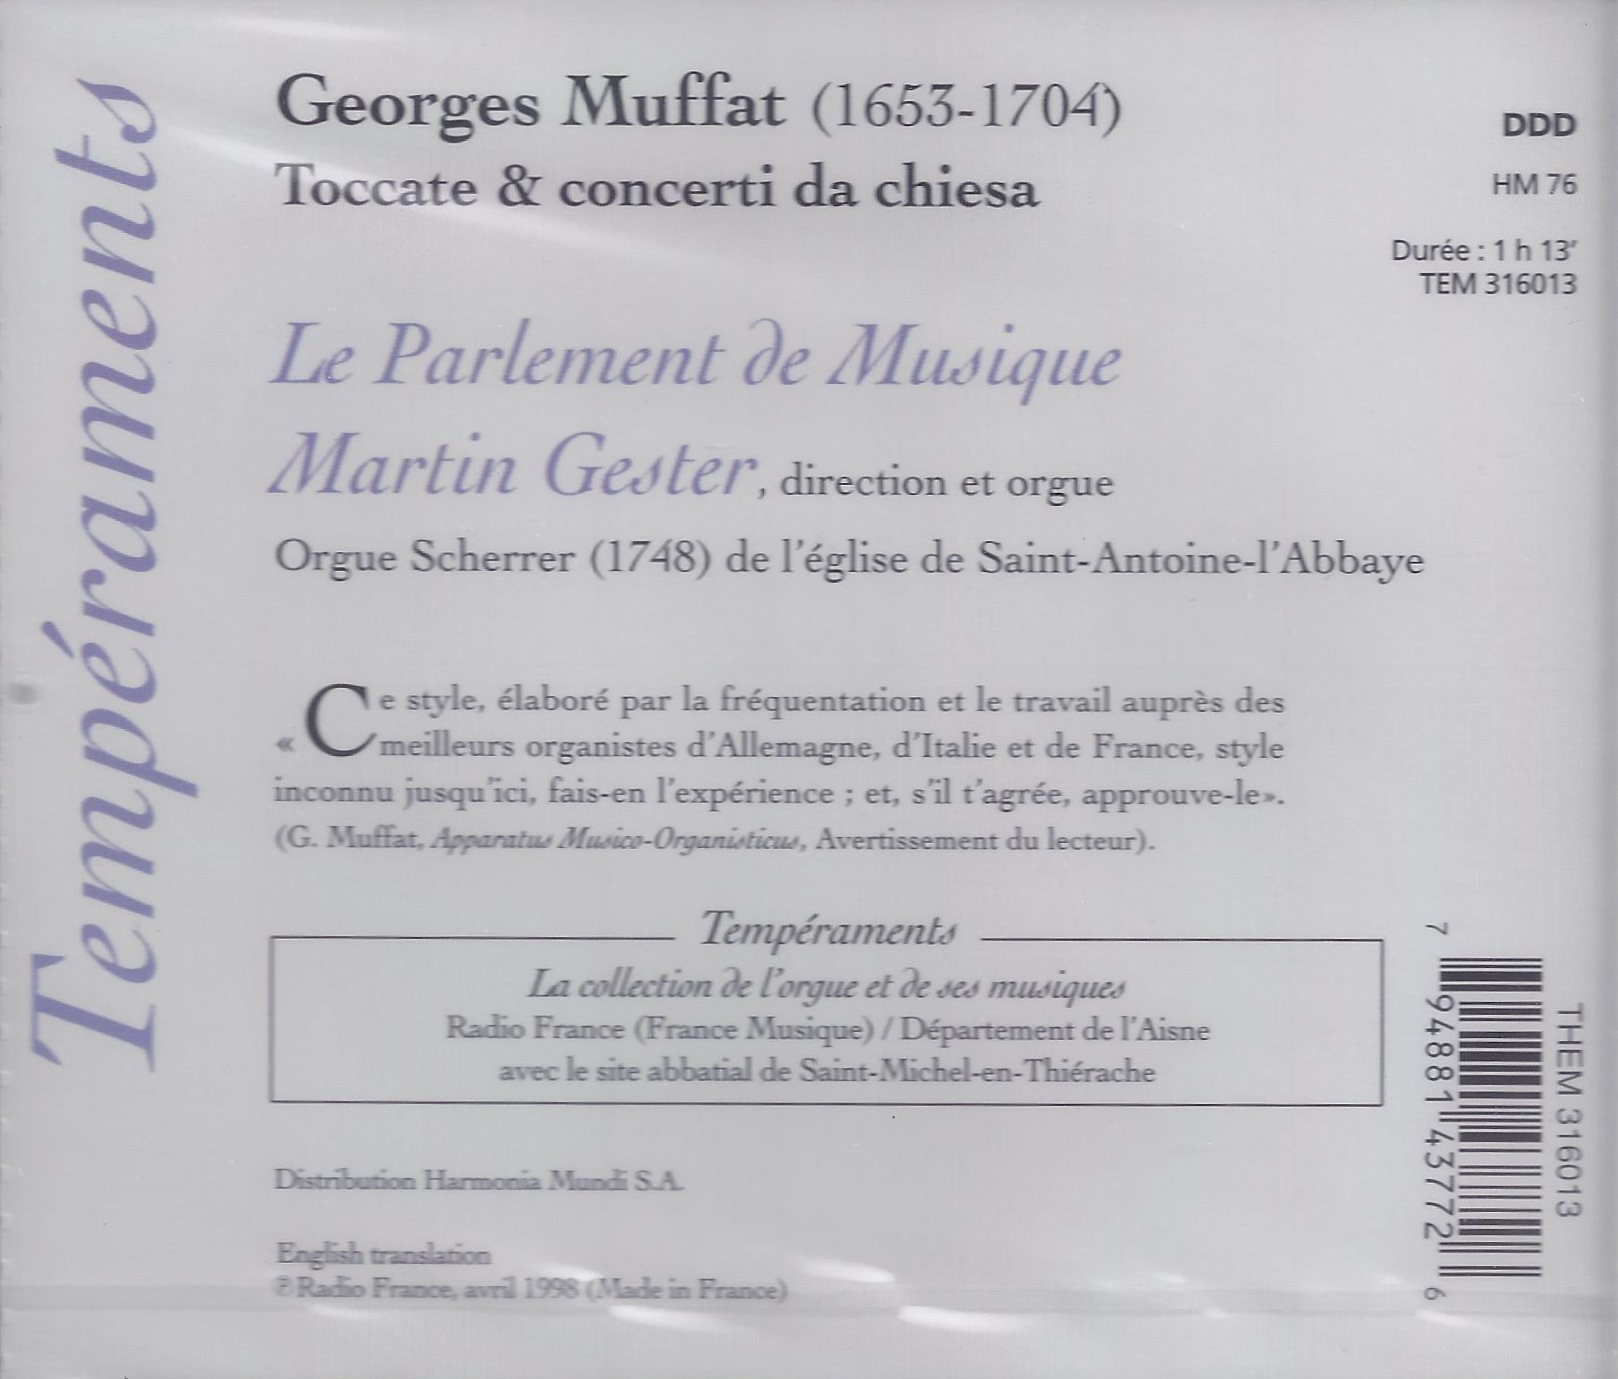 Tempéraments
Georges Muffat (1653-1704)
Toccate & concerti da chiesa
DDD
HM 76
Durée : 1 h 13'
TEM 316013
Le Parlement de Musique
Martin Gester, direction et orgue
Orgue Scherrer (1748) de l'église de Saint-Antoine-l'Abbaye
« Ce style, élaboré par la fréquentation et le travail auprès des
meilleurs organistes d'Allemagne, d'Italie et de France, style
inconnu jusqu'ici, fais-en l'expérience ; et, s'il t'agrée, approuve-le».
(G. Muffat, Apparatus Musico-Organisticus, Avertissement du lecteur).
Tempéraments
La collection de l'orgue et de ses musiques
Radio France (France Musique) / Département de l'Aisne
avec le site abbatial de Saint-Michel-en-Thiérache
Distribution Harmonia Mundi S.A.
English translation
℗ Radio France, avril 1998 (Made in France)
7 94881 43772 6
THEM 316013